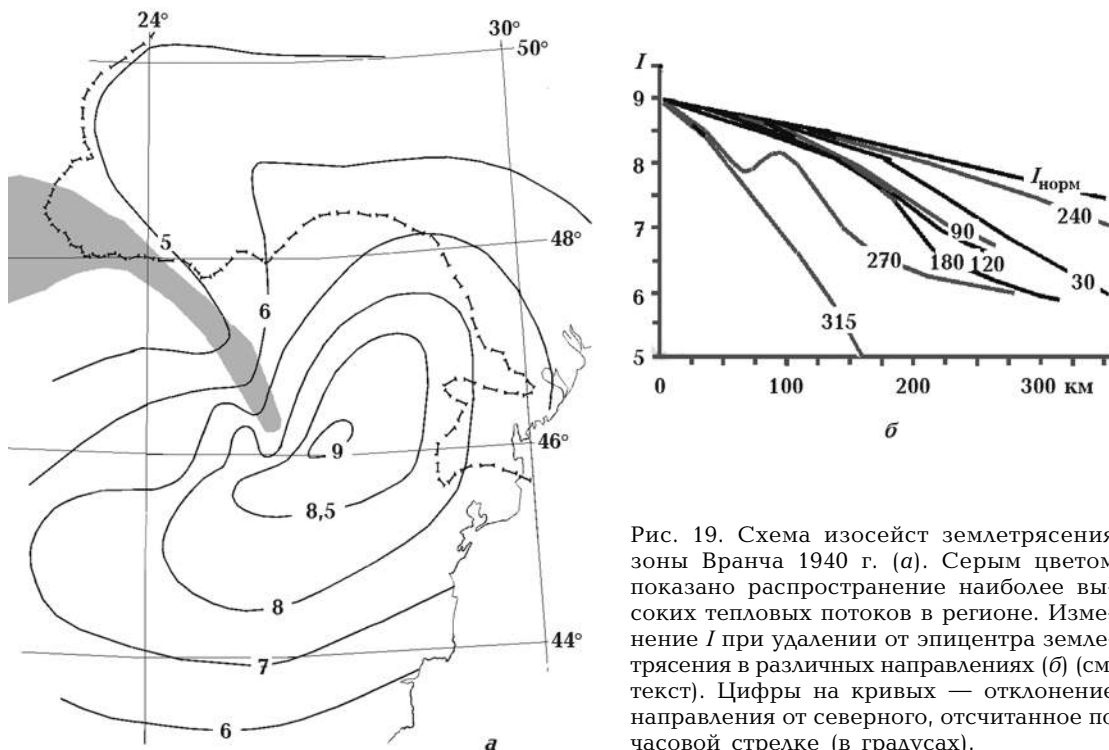 24°
30°
50°
48°
46°
44°
5
6
9
8,5
8
7
6
а
I
9
8
7
6
5
Iнорм
240
90
270
180
120
30
315
0
100
200
300 км
б
Рис. 19. Схема изосейст землетрясения
зоны Вранча 1940 г. (а). Серым цветом
показано распространение наиболее вы-
соких тепловых потоков в регионе. Изме-
нение I при удалении от эпицентра земле-
трясения в различных направлениях (б) (см.
текст). Цифры на кривых — отклонение
направления от северного, отсчитанное по
часовой стрелке (в градусах).